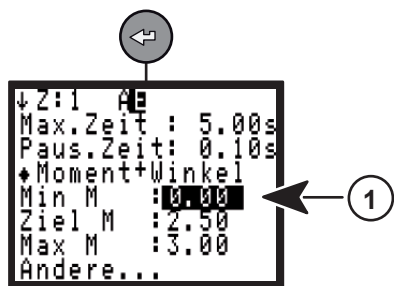 ↓Z:1 AE
Max.Zeit : 5.00s
Paus.Zeit: 0.10s
◆Moment+Winkel
Min M :0.00
Ziel M :2.50
Max M :3.00
Andere...
1